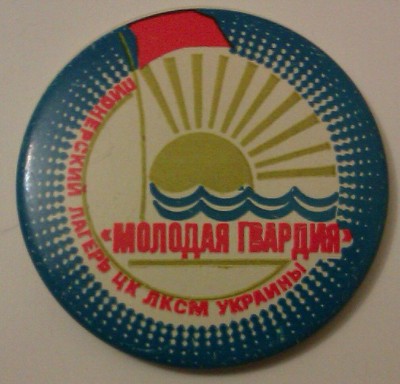 «МОЛОДАЯ ГВАРДИЯ»
ПИОНЕРСКИЙ ЛАГЕРЬ ЦК ЛКСМ УКРАИНЫ